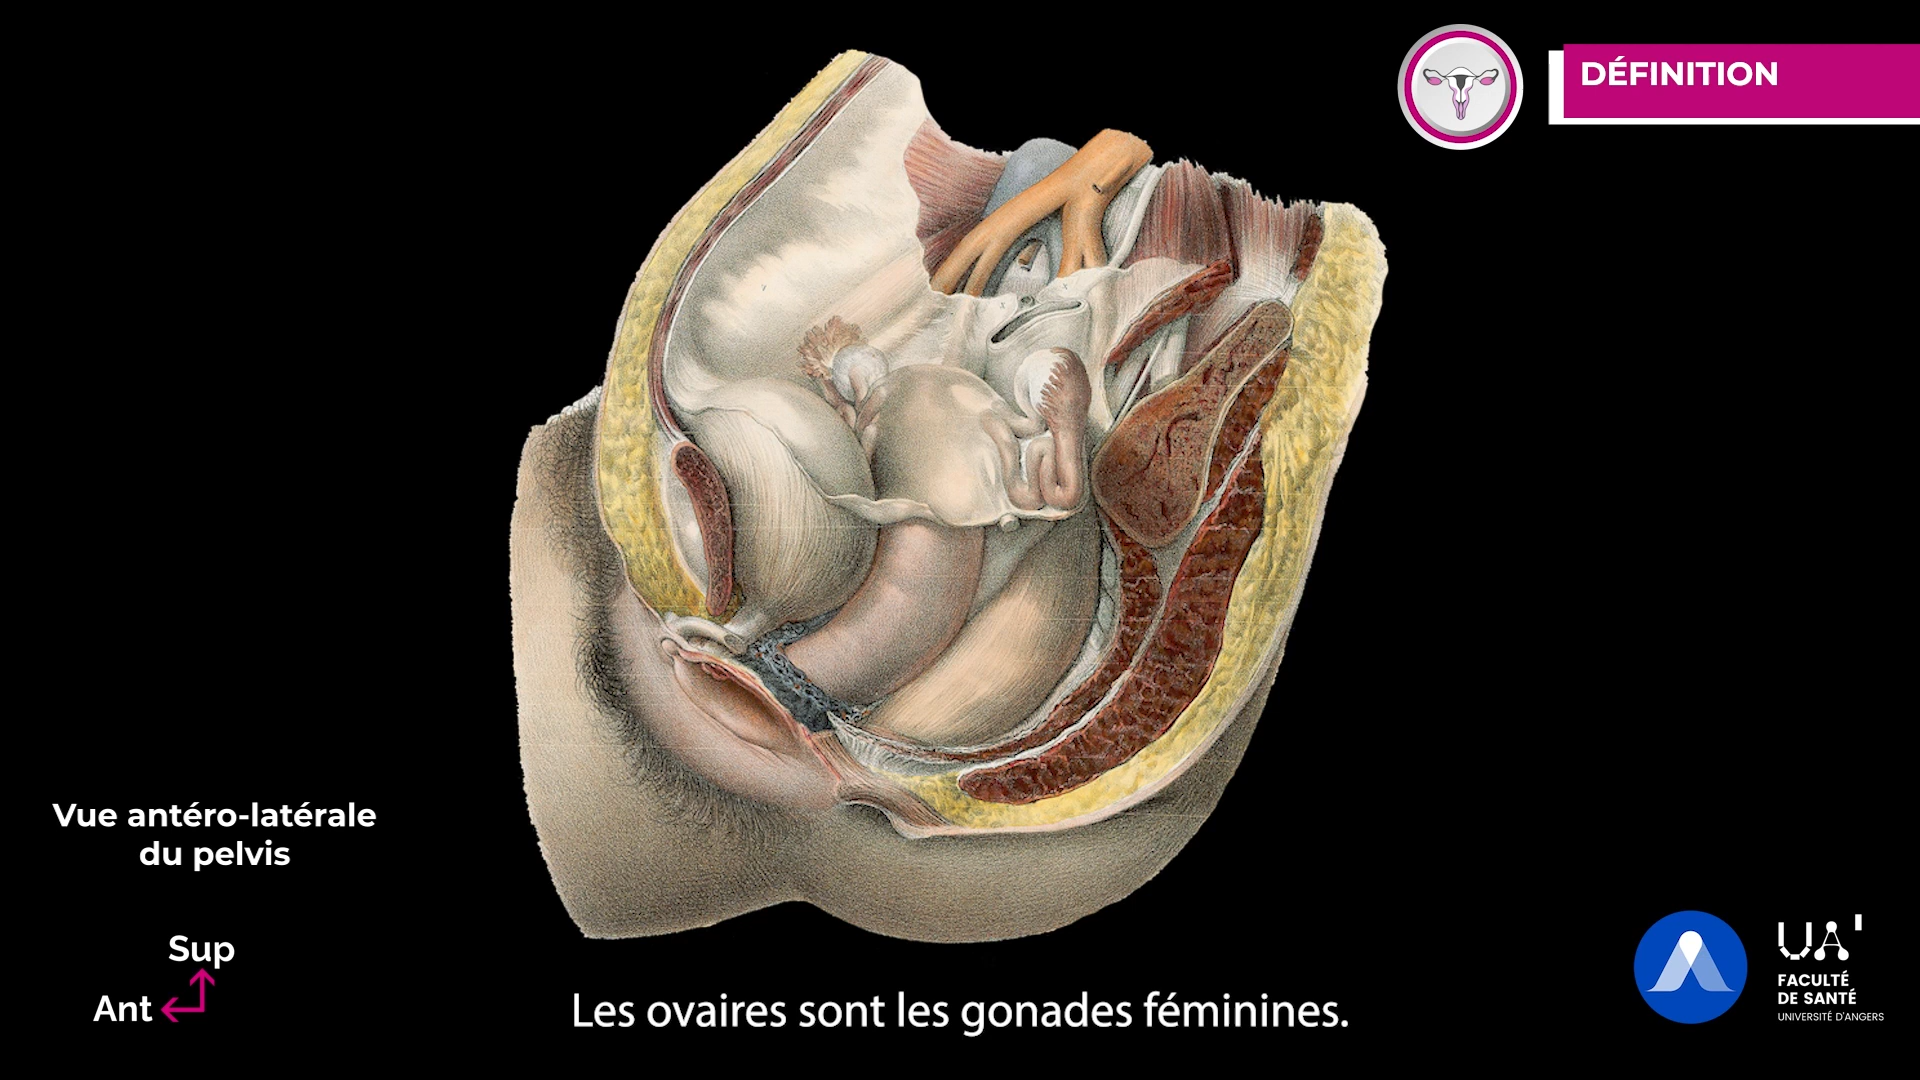 DÉFINITION
Vue antéro-latérale
du pelvis
Sup
Ant
Les ovaires sont les gonades féminines.
UA'
FACULTÉ
DE SANTÉ
UNIVERSITÉ D'ANGERS